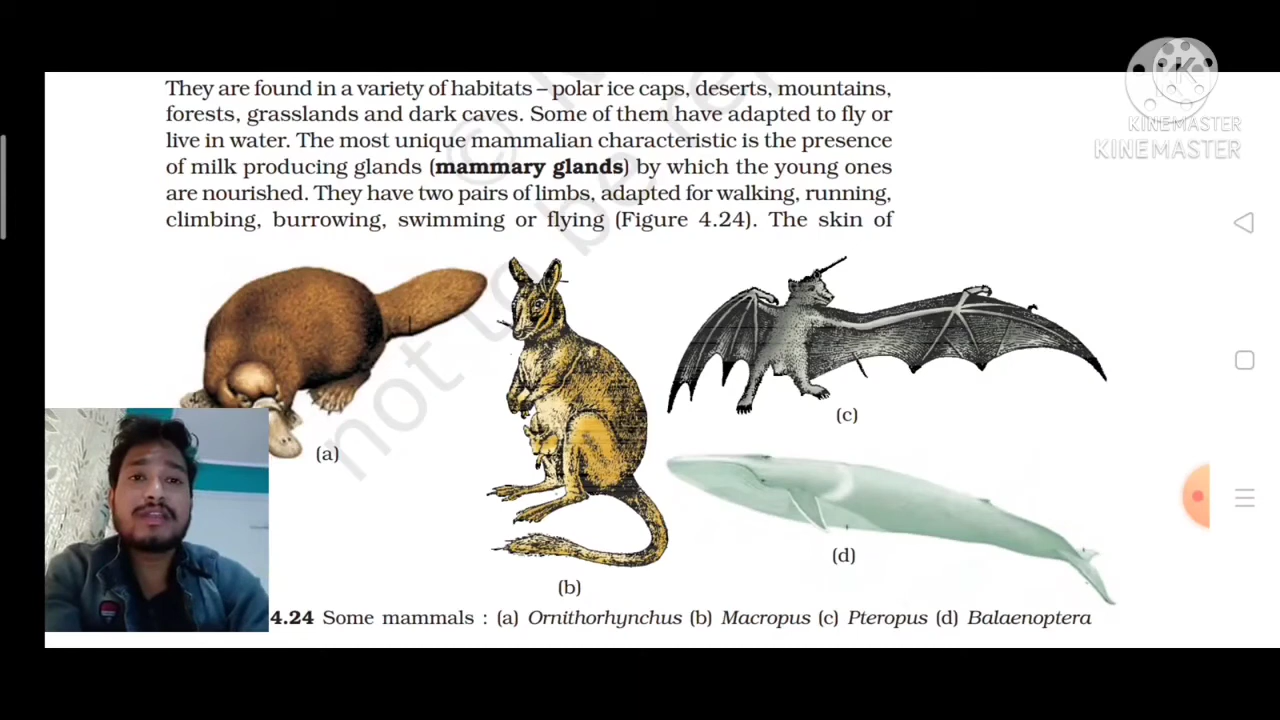 They are found in a variety of habitats – polar ice caps, deserts, mountains,
forests, grasslands and dark caves. Some of them have adapted to fly or
live in water. The most unique mammalian characteristic is the presence
of milk producing glands (mammary glands) by which the young ones
are nourished. They have two pairs of limbs, adapted for walking, running,
climbing, burrowing, swimming or flying (Figure 4.24). The skin of
KINEMASTER
KINEMASTER
not to be re
(a)
(b)
(c)
(d)
4.24 Some mammals : (a) Ornithorhynchus (b) Macropus (c) Pteropus (d) Balaenoptera